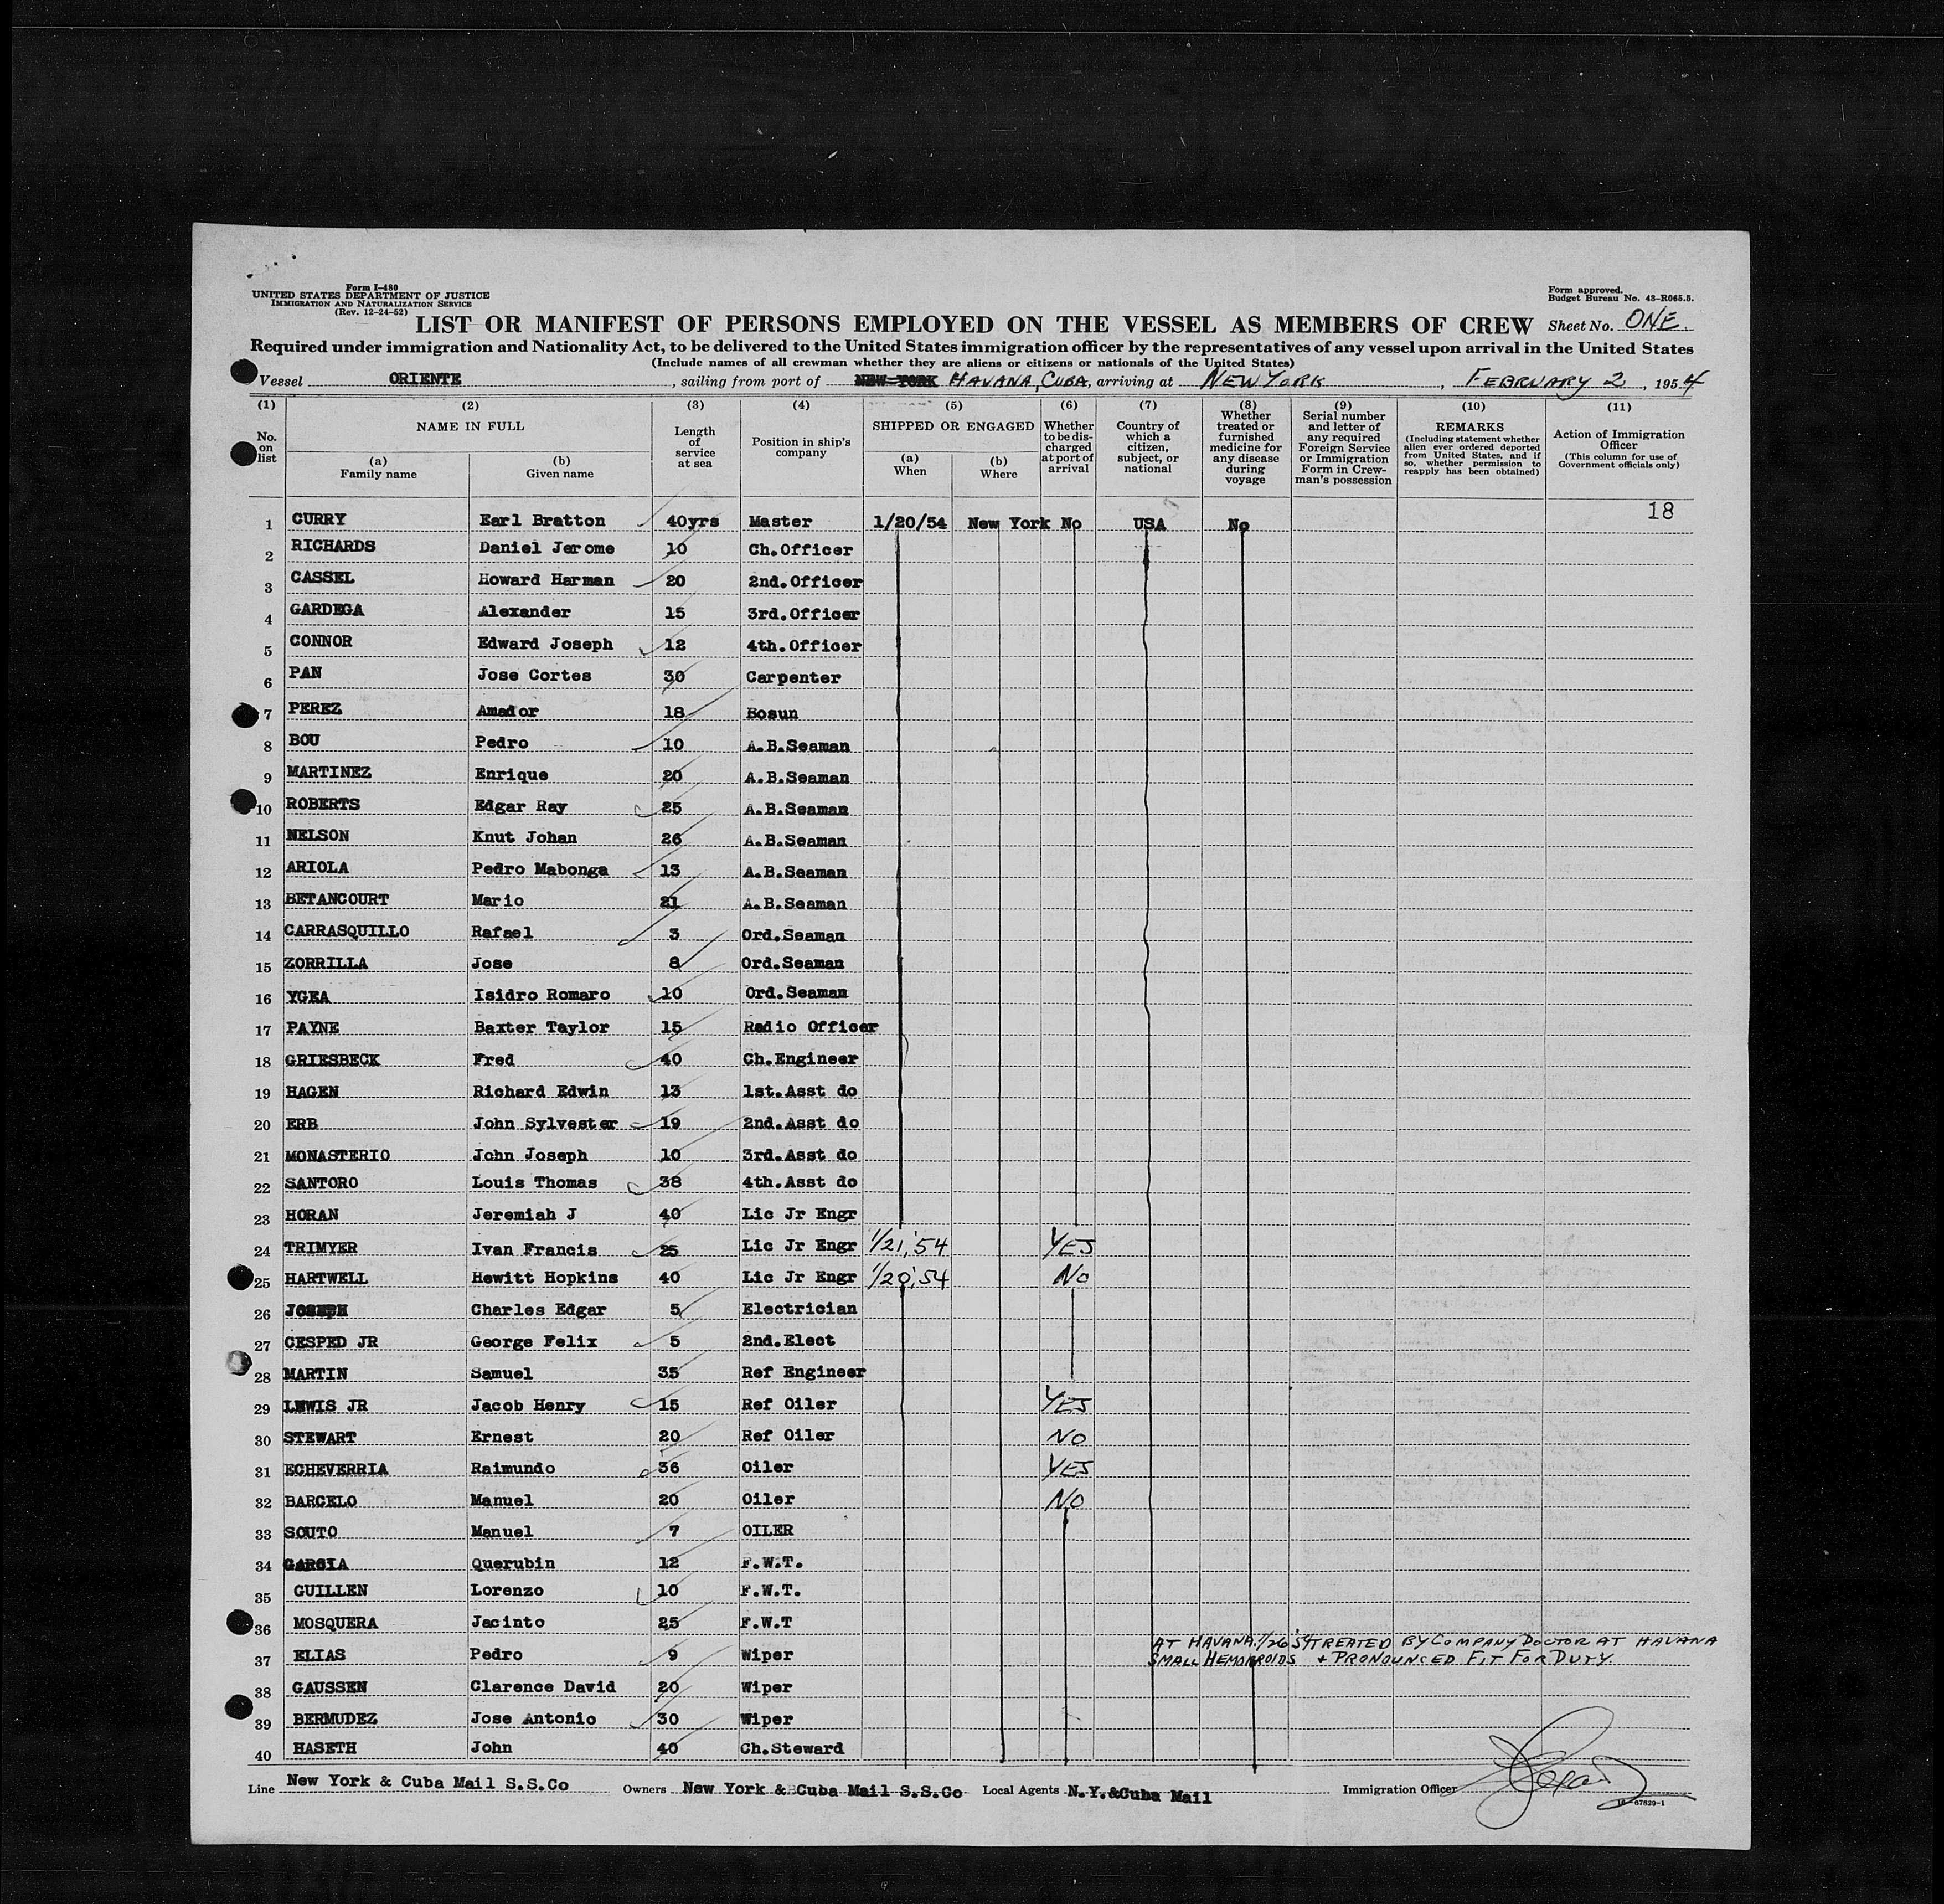 Form I-480
UNITED STATES DEPARTMENT OF JUSTICE
IMMIGRATION AND NATURALIZATION SERVICE
(Rev. 12-24-52)
Form approved.
Budget Bureau No. 43-R065.5.
LIST OR MANIFEST OF PERSONS EMPLOYED ON THE VESSEL AS MEMBERS OF CREW Sheet No. ONE.
Required under immigration and Nationality Act, to be delivered to the United States immigration officer by the representatives of any vessel upon arrival in the United States
(Include names of all crewman whether they are aliens or citizens or nationals of the United States)
Vessel ORIENTE, sailing from port of NEW YORK HAVANA, CUBA, arriving at NEW YORK, FEBRUARY 2, 1954
(1) (2) (3) (4) (5) (6) (7) (8) (9) (10) (11)
No. on list
NAME IN FULL
(a) Family name
(b) Given name
Length of service at sea
Position in ship's company
SHIPPED OR ENGAGED
(a) When
(b) Where
Whether to be discharged at port of arrival
Country of which a citizen, subject, or national
Whether treated or furnished medicine for any disease during voyage
Serial number and letter of any required Foreign Service or Immigration Form in Crewman's possession
REMARKS
(Including statement whether alien ever ordered deported from United States, and if so, whether permission to reapply has been obtained)
Action of Immigration Officer
(This column for use of Government officials only)
18
1 CURRY Earl Bratton 40yrs Master 1/20/54 New York No USA No
2 RICHARDS Daniel Jerome 10 Ch.Officer
3 CASSEL Howard Harman 20 2nd.Officer
4 GARDEGA Alexander 15 3rd.Officer
5 CONNOR Edward Joseph 12 4th.Officer
6 PAN Jose Cortes 30 Carpenter
7 PEREZ Amador 18 Bosun
8 BOU Pedro 10 A.B.Seaman
9 MARTINEZ Enrique 20 A.B.Seaman
10 ROBERTS Edgar Ray 25 A.B.Seaman
11 NELSON Knut Johan 26 A.B.Seaman
12 ARIOLA Pedro Mabonga 13 A.B.Seaman
13 BETANCOURT Mario 21 A.B.Seaman
14 CARRASQUILLO Rafael 3 Ord.Seaman
15 ZORRILLA Jose 8 Ord.Seaman
16 YGEA Isidro Romaro 10 Ord.Seaman
17 PAYNE Baxter Taylor 15 Radio Officer
18 GRIESBECK Fred 40 Ch.Engineer
19 HAGEN Richard Edwin 13 1st.Asst do
20 ERB John Sylvester 19 2nd.Asst do
21 MONASTERIO John Joseph 10 3rd.Asst do
22 SANTORO Louis Thomas 38 4th.Asst do
23 HORAN Jeremiah J 40 Lic Jr Engr
24 TRIMYER Ivan Francis 25 Lic Jr Engr 1/21,'54 YES
25 HARTWELL Hewitt Hopkins 40 Lic Jr Engr 1/20,'54 No
26 JOSEPH Charles Edgar 5 Electrician
27 CESPED JR George Felix 5 2nd.Elect
28 MARTIN Samuel 35 Ref Engineer
29 LEWIS JR Jacob Henry 15 Ref Oiler YES
30 STEWART Ernest 20 Ref Oiler NO
31 ECHEVERRIA Raimundo 36 Oiler YES
32 BARCELO Manuel 20 Oiler NO
33 SOUTO Manuel 7 OILER
34 GARCIA Querubin 12 F.W.T.
35 GUILLEN Lorenzo 10 F.W.T.
36 MOSQUERA Jacinto 25 F.W.T
AT HAVANA 1/26'54 TREATED BY COMPANY DOCTOR AT HAVANA
37 ELIAS Pedro 9 Wiper SMALL HEMORROIDS + PRONOUNCED FIT FOR DUTY.
38 GAUSSEN Clarence David 20 Wiper
39 BERMUDEZ Jose Antonio 30 Wiper
40 HASETH John 40 Ch.Steward
Line New York & Cuba Mail S.S.Co Owners New York & Cuba Mail S.S.Co Local Agents N.Y.&Cuba Mail Immigration Officer
16-67829-1